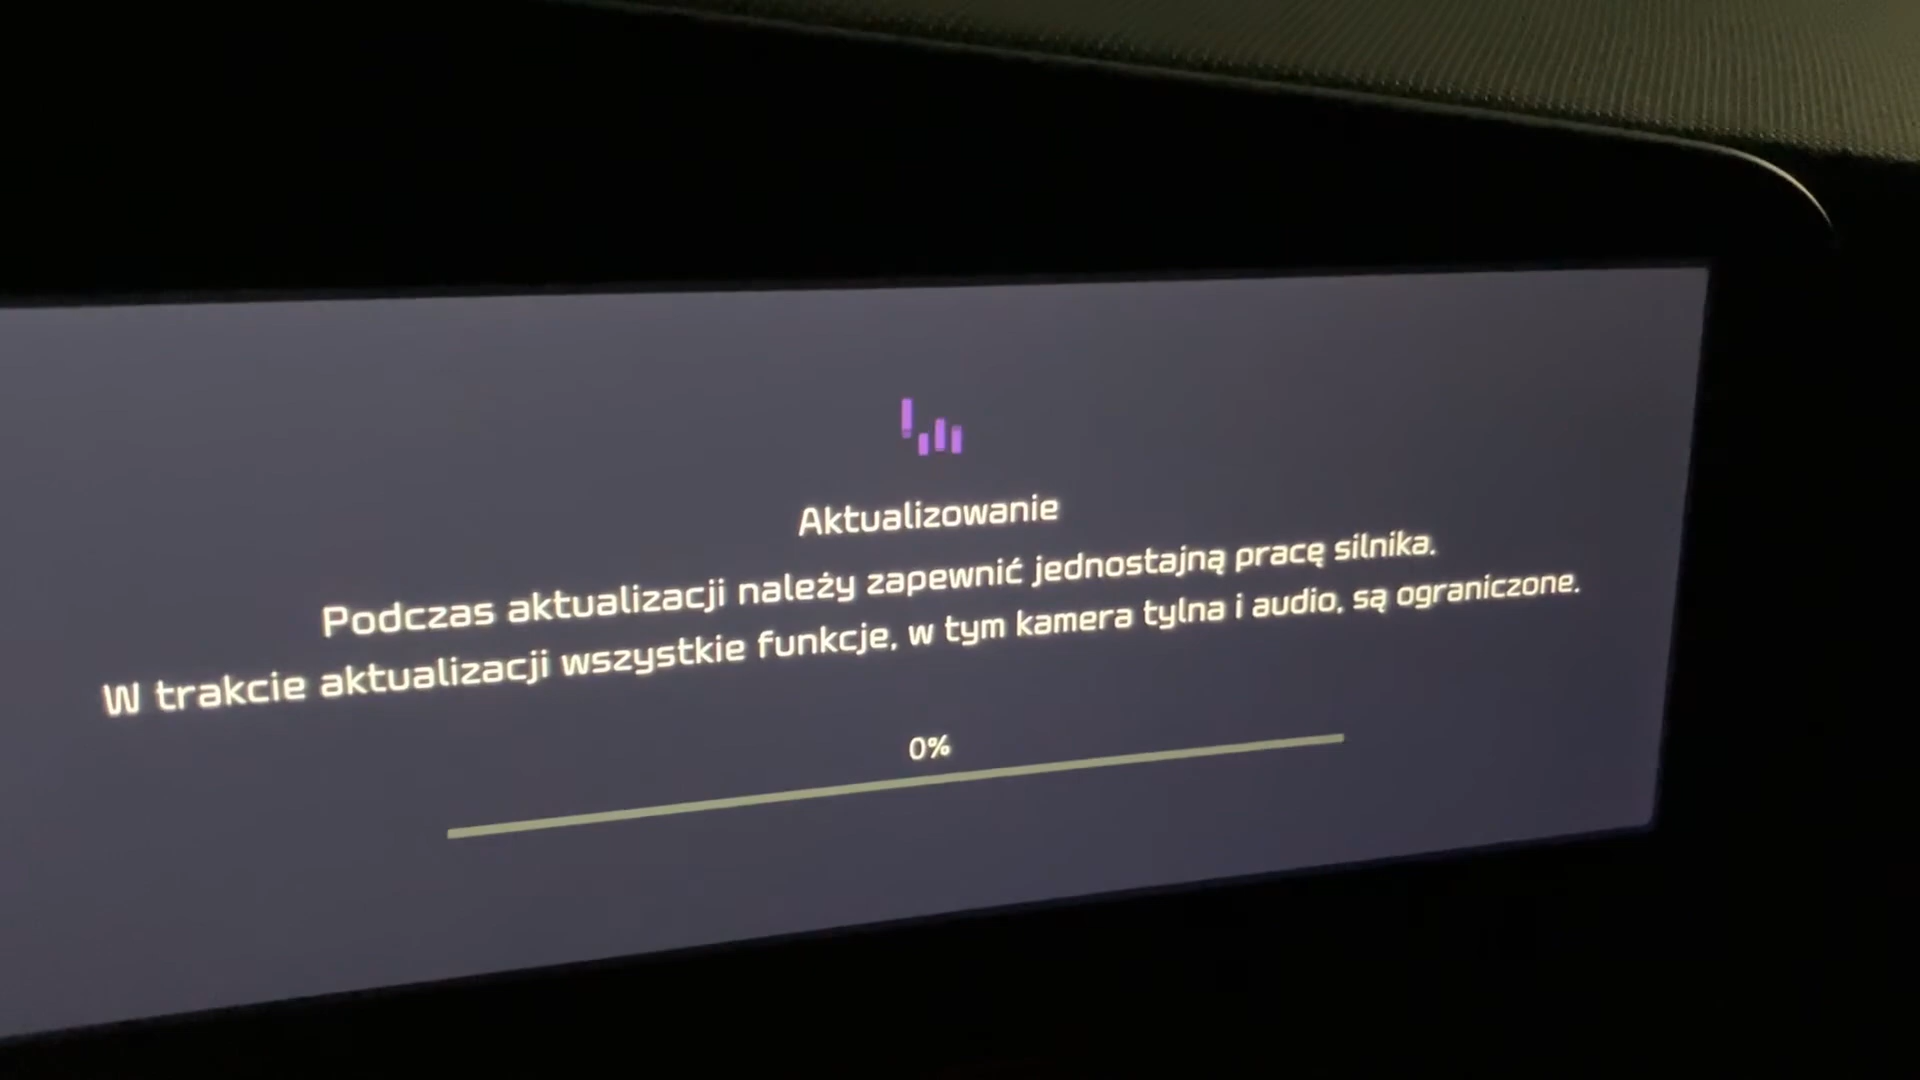 Aktualizowanie
Podczas aktualizacji należy zapewnić jednostajną pracę silnika.
W trakcie aktualizacji wszystkie funkcje, w tym kamera tylna i audio, są ograniczone.
0%